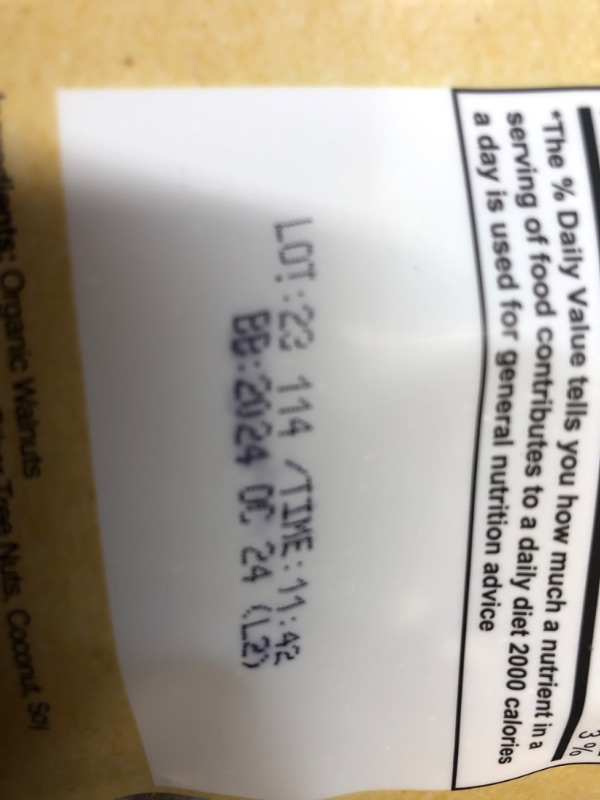 3%
*The % Daily Value tells you how much a nutrient in a
serving of food contributes to a daily diet 2000 calories
a day is used for general nutrition advice
LOT:23 114 /TIME:11:42
BB:2024 OC 24 (L2)
Ingredients: Organic Walnuts
Tree Nuts, Coconut, Soy